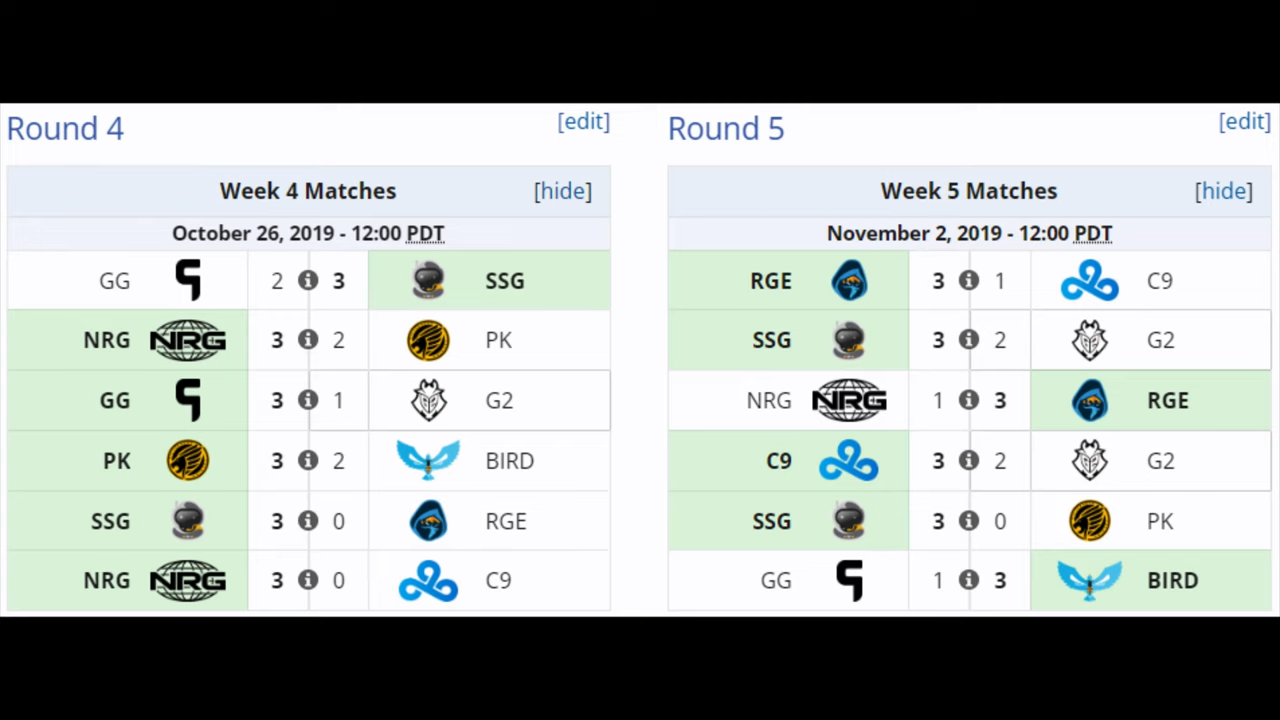 Round 4 [edit]
Week 4 Matches [hide]
October 26, 2019 - 12:00 PDT
GG 2 i 3 SSG
NRG NRG 3 i 2 PK
GG 3 i 1 G2
PK 3 i 2 BIRD
SSG 3 i 0 RGE
NRG NRG 3 i 0 C9
Round 5 [edit]
Week 5 Matches [hide]
November 2, 2019 - 12:00 PDT
RGE 3 i 1 C9
SSG 3 i 2 G2
NRG NRG 1 i 3 RGE
C9 3 i 2 G2
SSG 3 i 0 PK
GG 1 i 3 BIRD